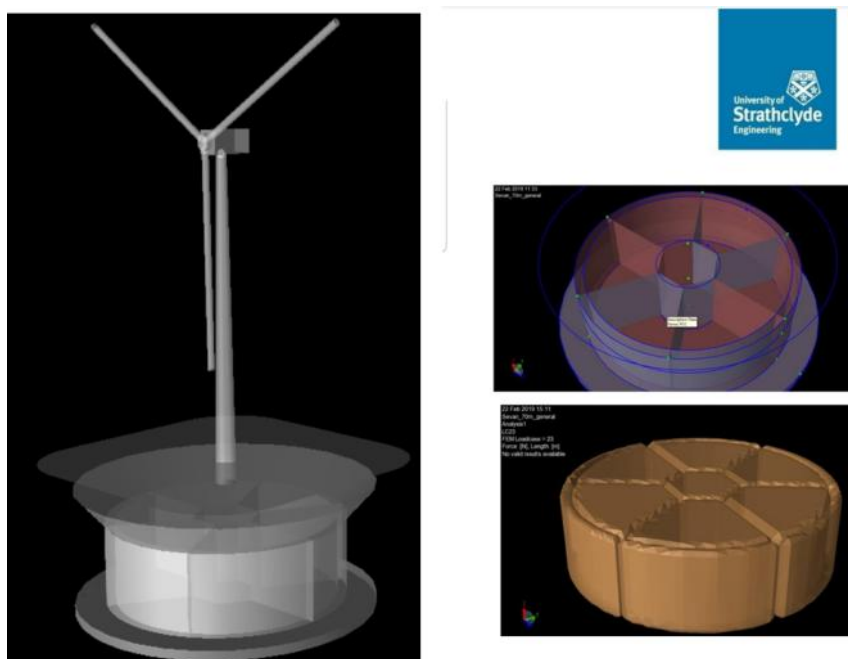 University of
Strathclyde
Engineering
22 Feb 2019 11:33
Sevan_70m_general
22 Feb 2019 15:11
Sevan_70m_general
Analysis1
LC23
FEM Loadcase = 23
Force [N], Length [m]
No valid results available